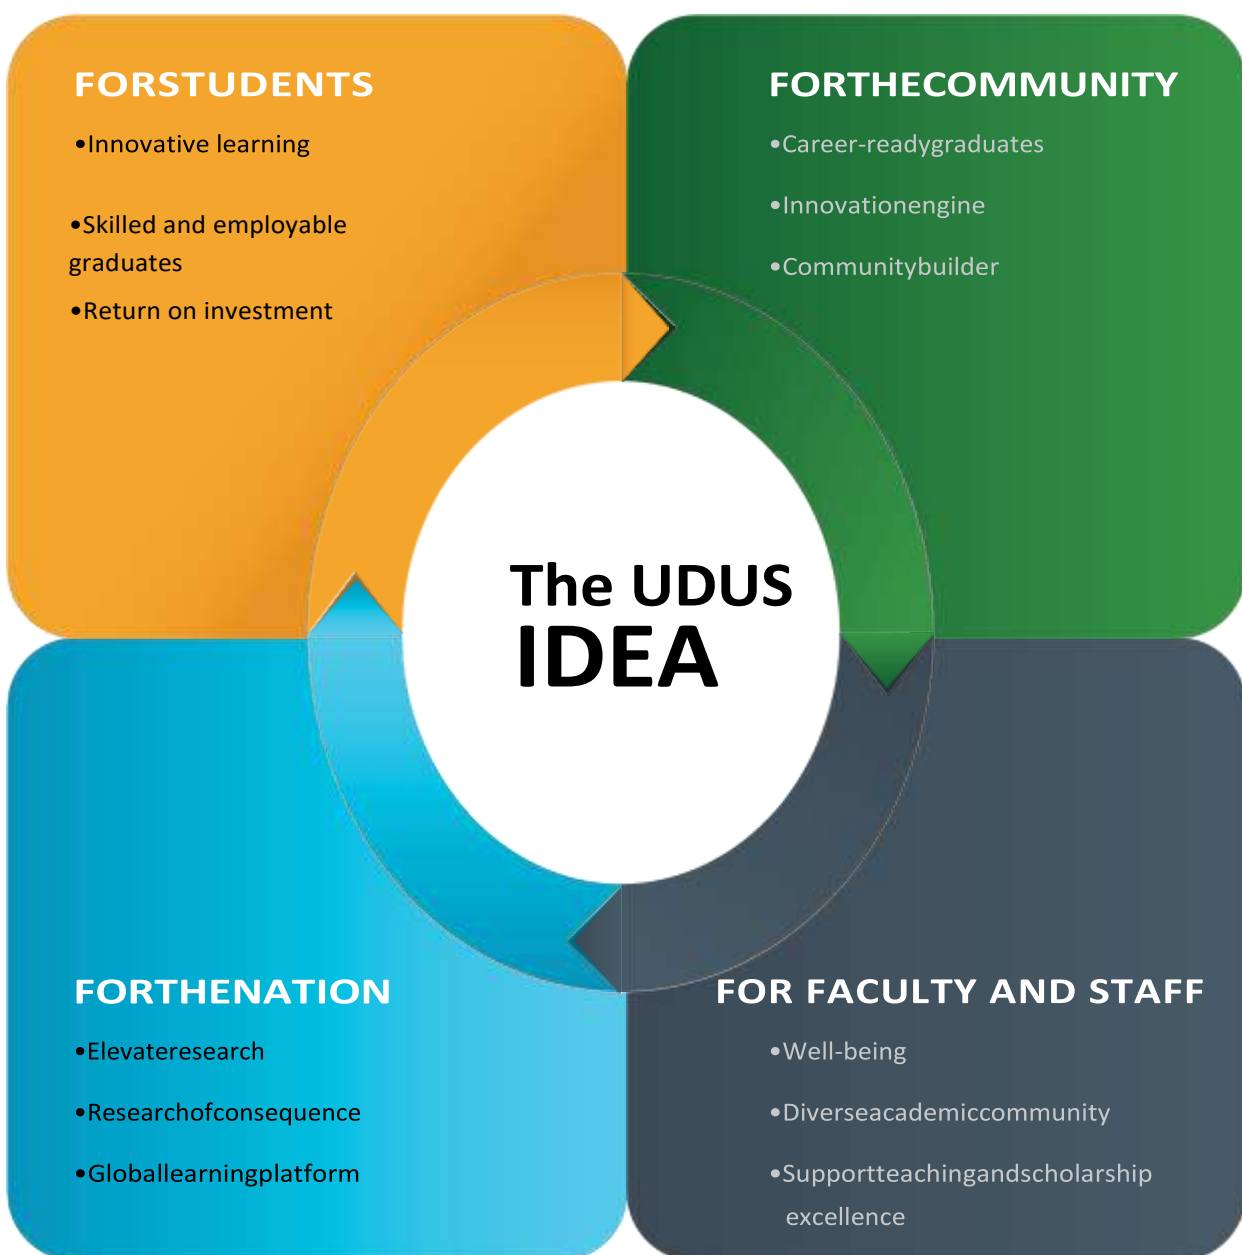 FORSTUDENTS
•Innovative learning
•Skilled and employable
graduates
•Return on investment
FORTHECOMMUNITY
•Career-readygraduates
•Innovationengine
•Communitybuilder
The UDUS
IDEA
FORTHENATION
•Elevateresearch
•Researchofconsequence
•Globallearningplatform
FOR FACULTY AND STAFF
•Well-being
•Diverseacademiccommunity
•Supportteachingandscholarship
excellence